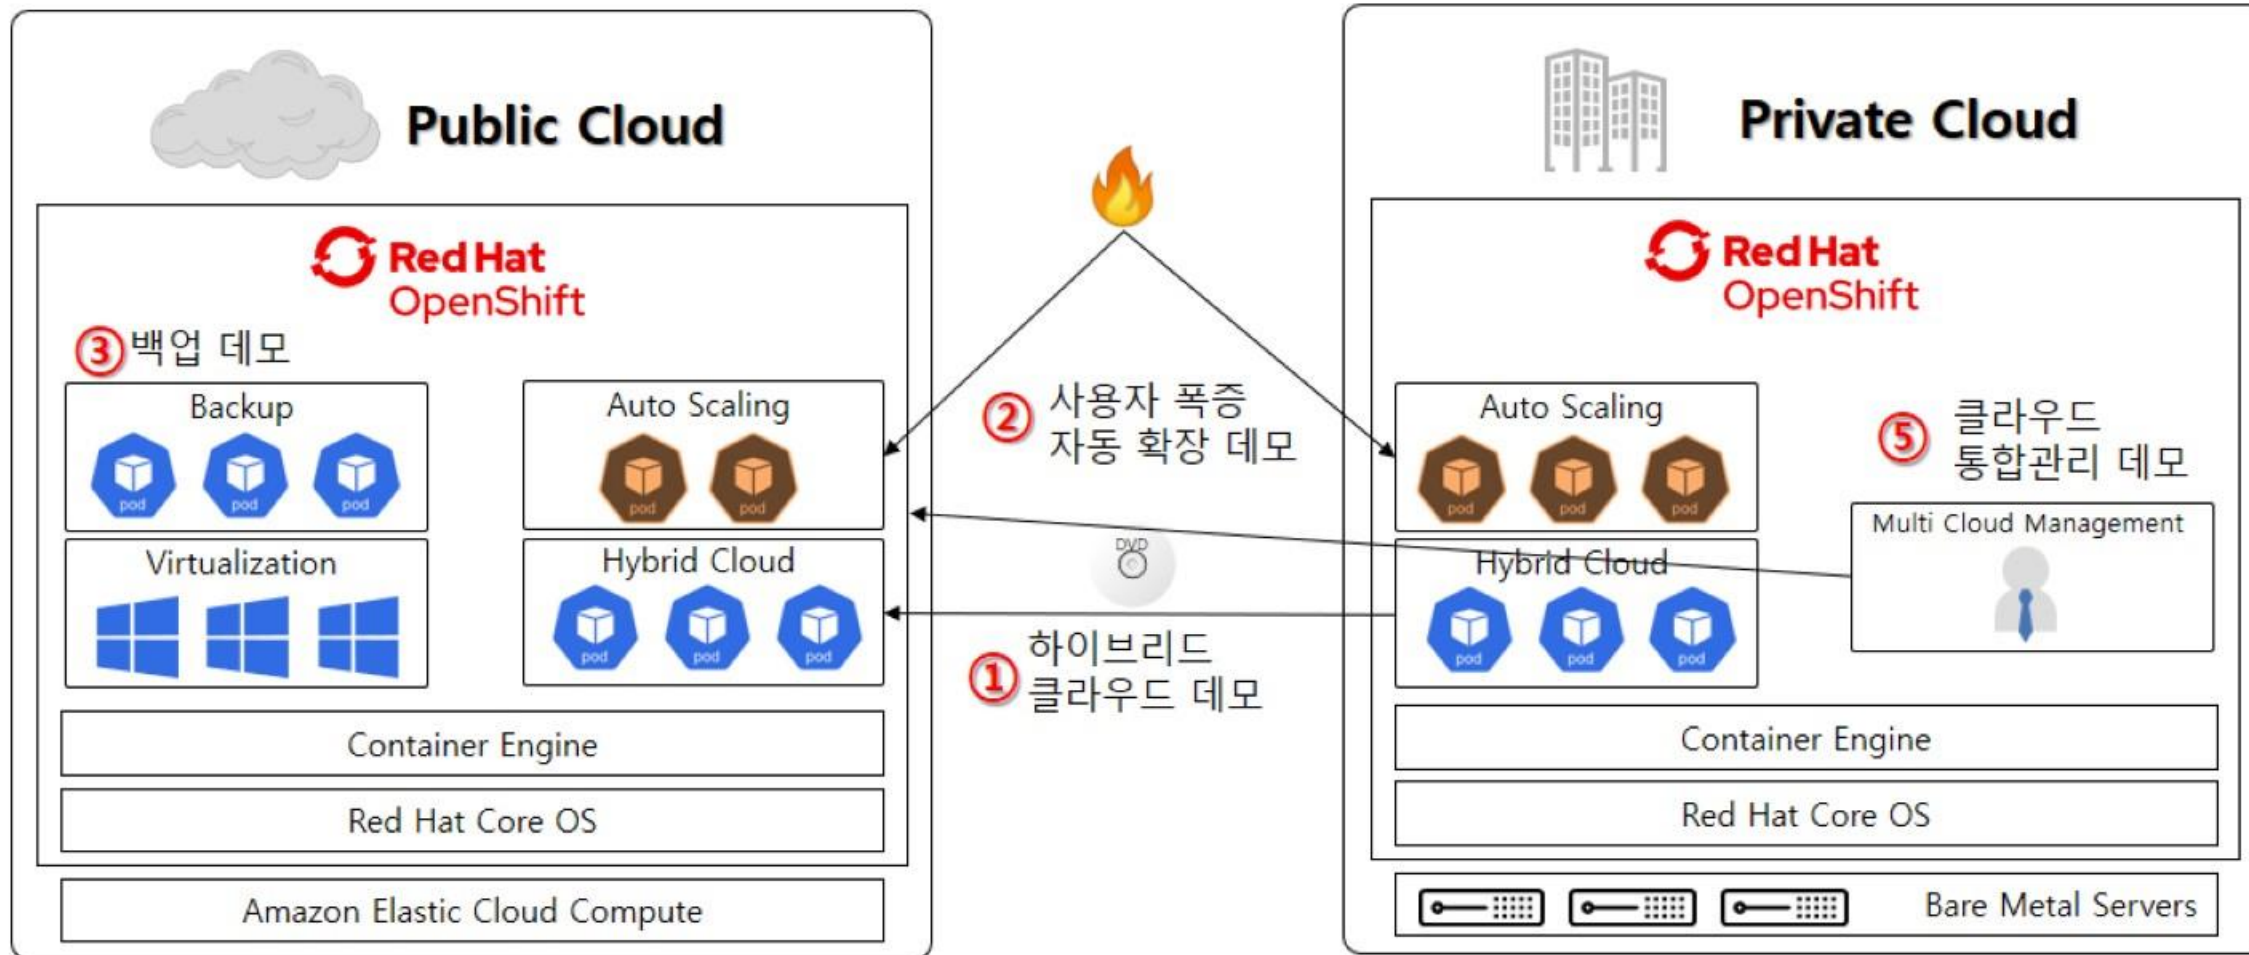 Public Cloud
Red Hat
OpenShift
③ 백업 데모
Backup
pod pod pod
Auto Scaling
pod pod
Virtualization
Hybrid Cloud
pod pod pod
Container Engine
Red Hat Core OS
Amazon Elastic Cloud Compute
② 사용자 폭증
자동 확장 데모
DVD
① 하이브리드
클라우드 데모
Private Cloud
Red Hat
OpenShift
Auto Scaling
pod pod pod
⑤ 클라우드
통합관리 데모
Multi Cloud Management
Hybrid Cloud
pod pod pod
Container Engine
Red Hat Core OS
Bare Metal Servers